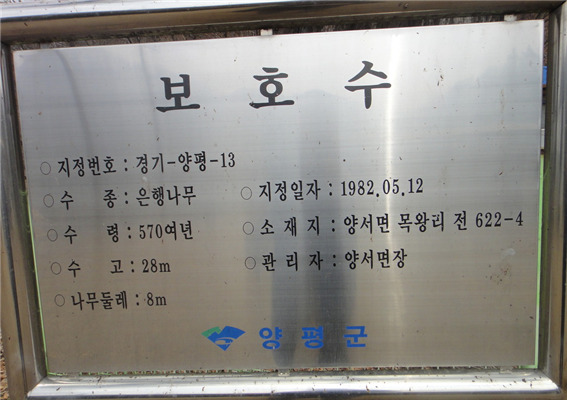 보 호 수
○ 지정번호 : 경기-양평-13
○ 수 종 : 은행나무
○ 지정일자 : 1982.05.12
○ 수 령 : 570여년
○ 소 재 지 : 양서면 목왕리 전 622-4
○ 수 고 : 28m
○ 관 리 자 : 양서면장
○ 나무둘레 : 8m
양평군